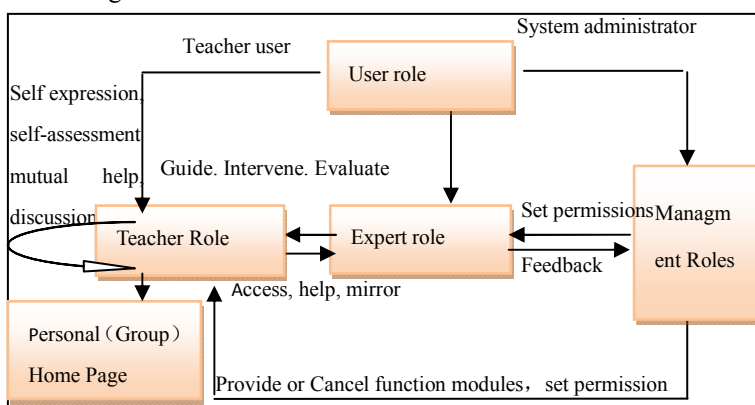 System administrator
Teacher user
User role
Self expression,
self-assessment
mutual help,
discussion
Guide. Intervene. Evaluate
Set permissions
Managm
ent Roles
Teacher Role
Expert role
Feedback
Access, help, mirror
Personal（Group）
Home Page
Provide or Cancel function modules，set permission